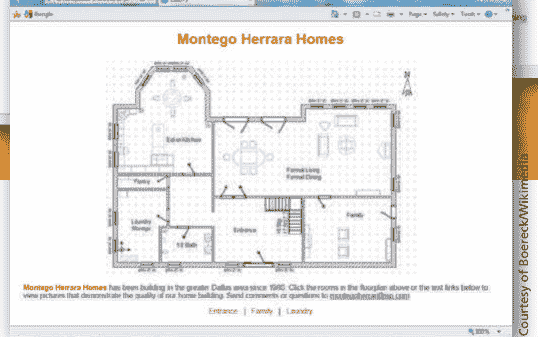 Google
Page Safety Tools
Montego Herrara Homes
N
Eat-in Kitchen
Formal Living
Formal Dining
Pantry
Laundry
Storage
1/2 Bath
Entrance
Family
Montego Herrara Homes has been building in the greater Dallas area since 1980. Click the rooms in the floorplan above or the text links below to
view pictures that demonstrate the quality of our home building. Send comments or questions to
Entrance | Family | Laundry
100%
Courtesy of Boereck/Wikimedia